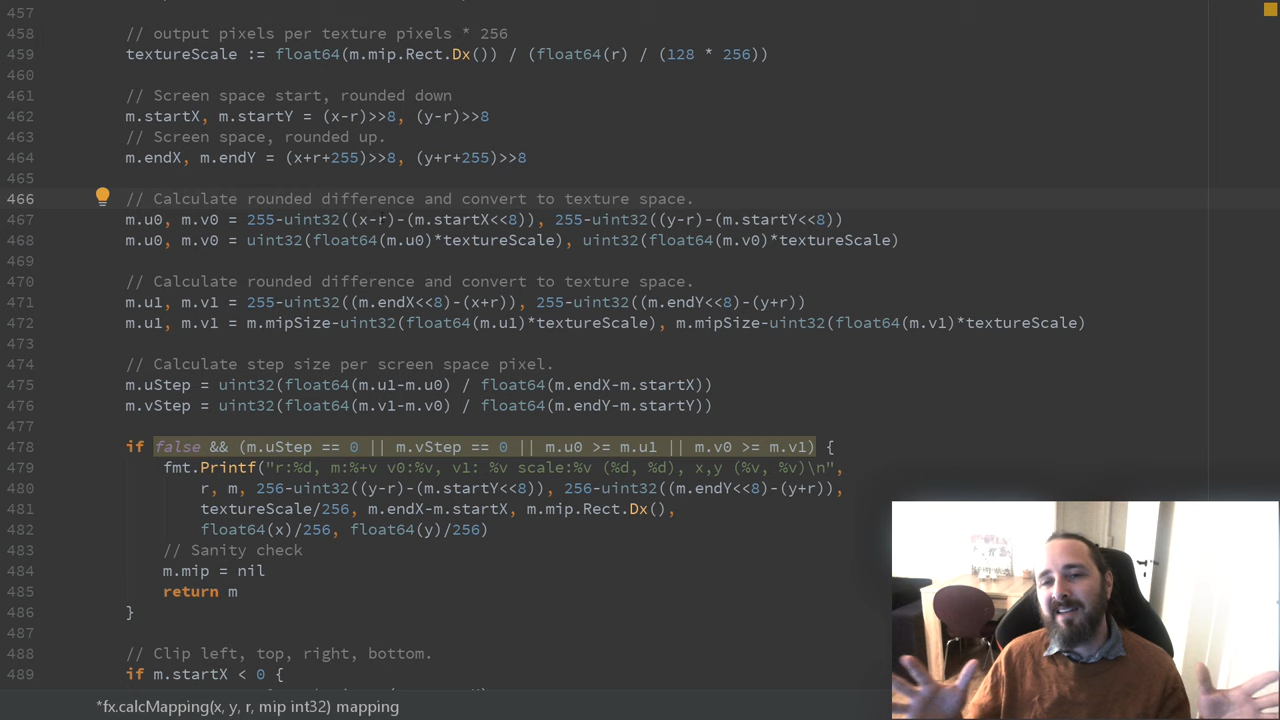 457
458 // output pixels per texture pixels * 256
459 textureScale := float64(m.mip.Rect.Dx()) / (float64(r) / (128 * 256))
460
461 // Screen space start, rounded down
462 m.startX, m.startY = (x-r)>>8, (y-r)>>8
463 // Screen space, rounded up.
464 m.endX, m.endY = (x+r+255)>>8, (y+r+255)>>8
465
466 // Calculate rounded difference and convert to texture space.
467 m.u0, m.v0 = 255-uint32((x-r)-(m.startX<<8)), 255-uint32((y-r)-(m.startY<<8))
468 m.u0, m.v0 = uint32(float64(m.u0)*textureScale), uint32(float64(m.v0)*textureScale)
469
470 // Calculate rounded difference and convert to texture space.
471 m.u1, m.v1 = 255-uint32((m.endX<<8)-(x+r)), 255-uint32((m.endY<<8)-(y+r))
472 m.u1, m.v1 = m.mipSize-uint32(float64(m.u1)*textureScale), m.mipSize-uint32(float64(m.v1)*textureScale)
473
474 // Calculate step size per screen space pixel.
475 m.uStep = uint32(float64(m.u1-m.u0) / float64(m.endX-m.startX))
476 m.vStep = uint32(float64(m.v1-m.v0) / float64(m.endY-m.startY))
477
478 if false && (m.uStep == 0 || m.vStep == 0 || m.u0 >= m.u1 || m.v0 >= m.v1) {
479 fmt.Printf("r:%d, m:%+v v0:%v, v1: %v scale:%v (%d, %d), x,y (%v, %v)\n",
480 r, m, 256-uint32((y-r)-(m.startY<<8)), 256-uint32((m.endY<<8)-(y+r)),
481 textureScale/256, m.endX-m.startX, m.mip.Rect.Dx(),
482 float64(x)/256, float64(y)/256)
483 // Sanity check
484 m.mip = nil
485 return m
486 }
487
488 // Clip left, top, right, bottom.
489 if m.startX < 0 {
*fx.calcMapping(x, y, r, mip int32) mapping